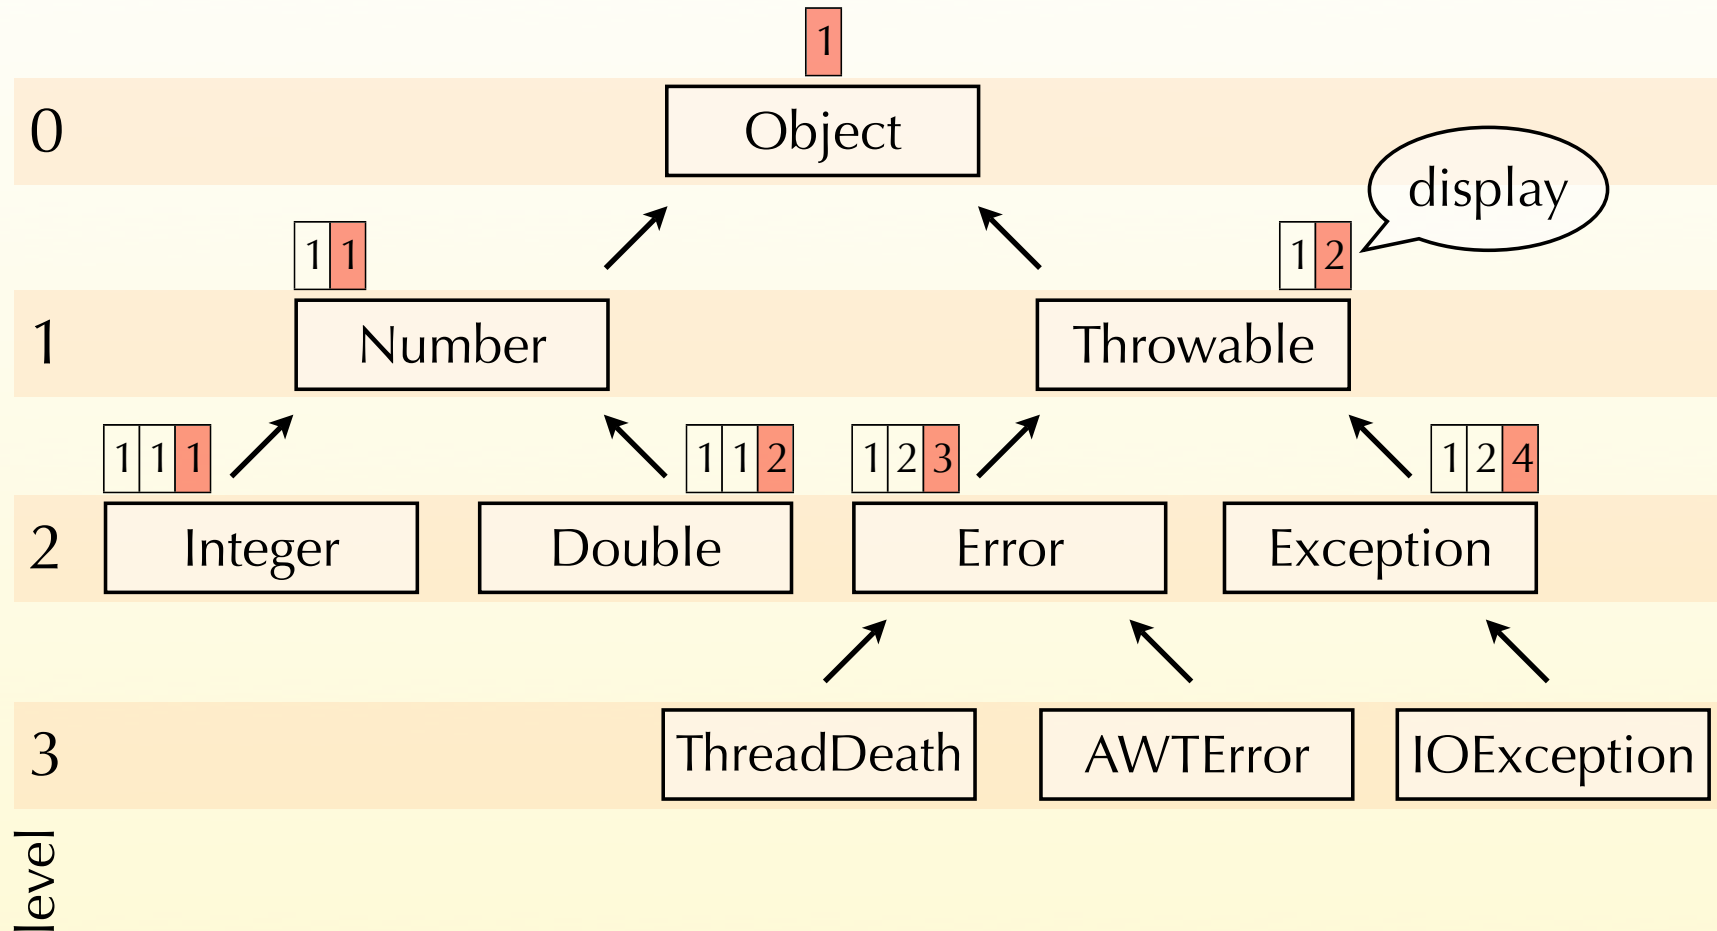 1
0
Object
display
1 1
1 2
1
Number
Throwable
1 1 1
1 1 2
1 2 3
1 2 4
2
Integer
Double
Error
Exception
3
ThreadDeath
AWTError
IOException
level